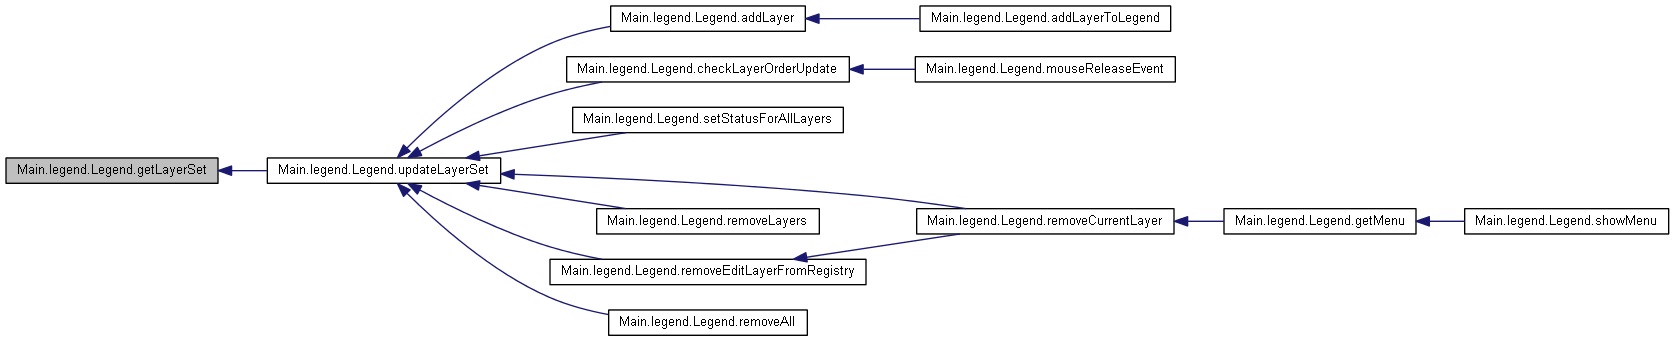 Main.legend.Legend.addLayer
Main.legend.Legend.addLayerToLegend
Main.legend.Legend.checkLayerOrderUpdate
Main.legend.Legend.mouseReleaseEvent
Main.legend.Legend.setStatusForAllLayers
Main.legend.Legend.getLayerSet
Main.legend.Legend.updateLayerSet
Main.legend.Legend.removeLayers
Main.legend.Legend.removeCurrentLayer
Main.legend.Legend.getMenu
Main.legend.Legend.showMenu
Main.legend.Legend.removeEditLayerFromRegistry
Main.legend.Legend.removeAll